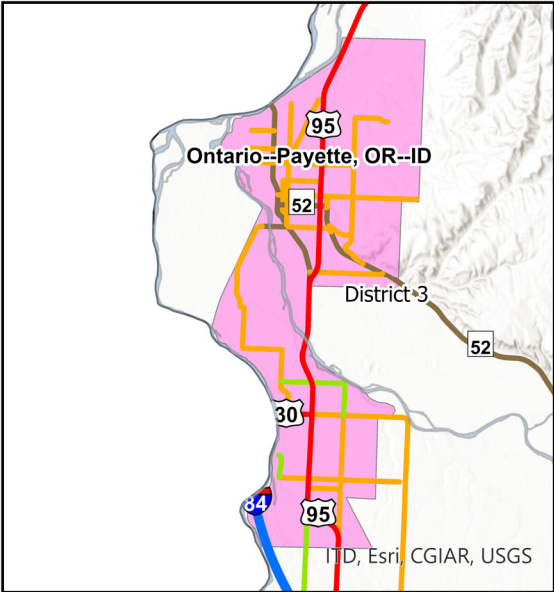 95
Ontario--Payette, OR--ID
52
District 3
52
30
84
95
ITD, Esri, CGIAR, USGS